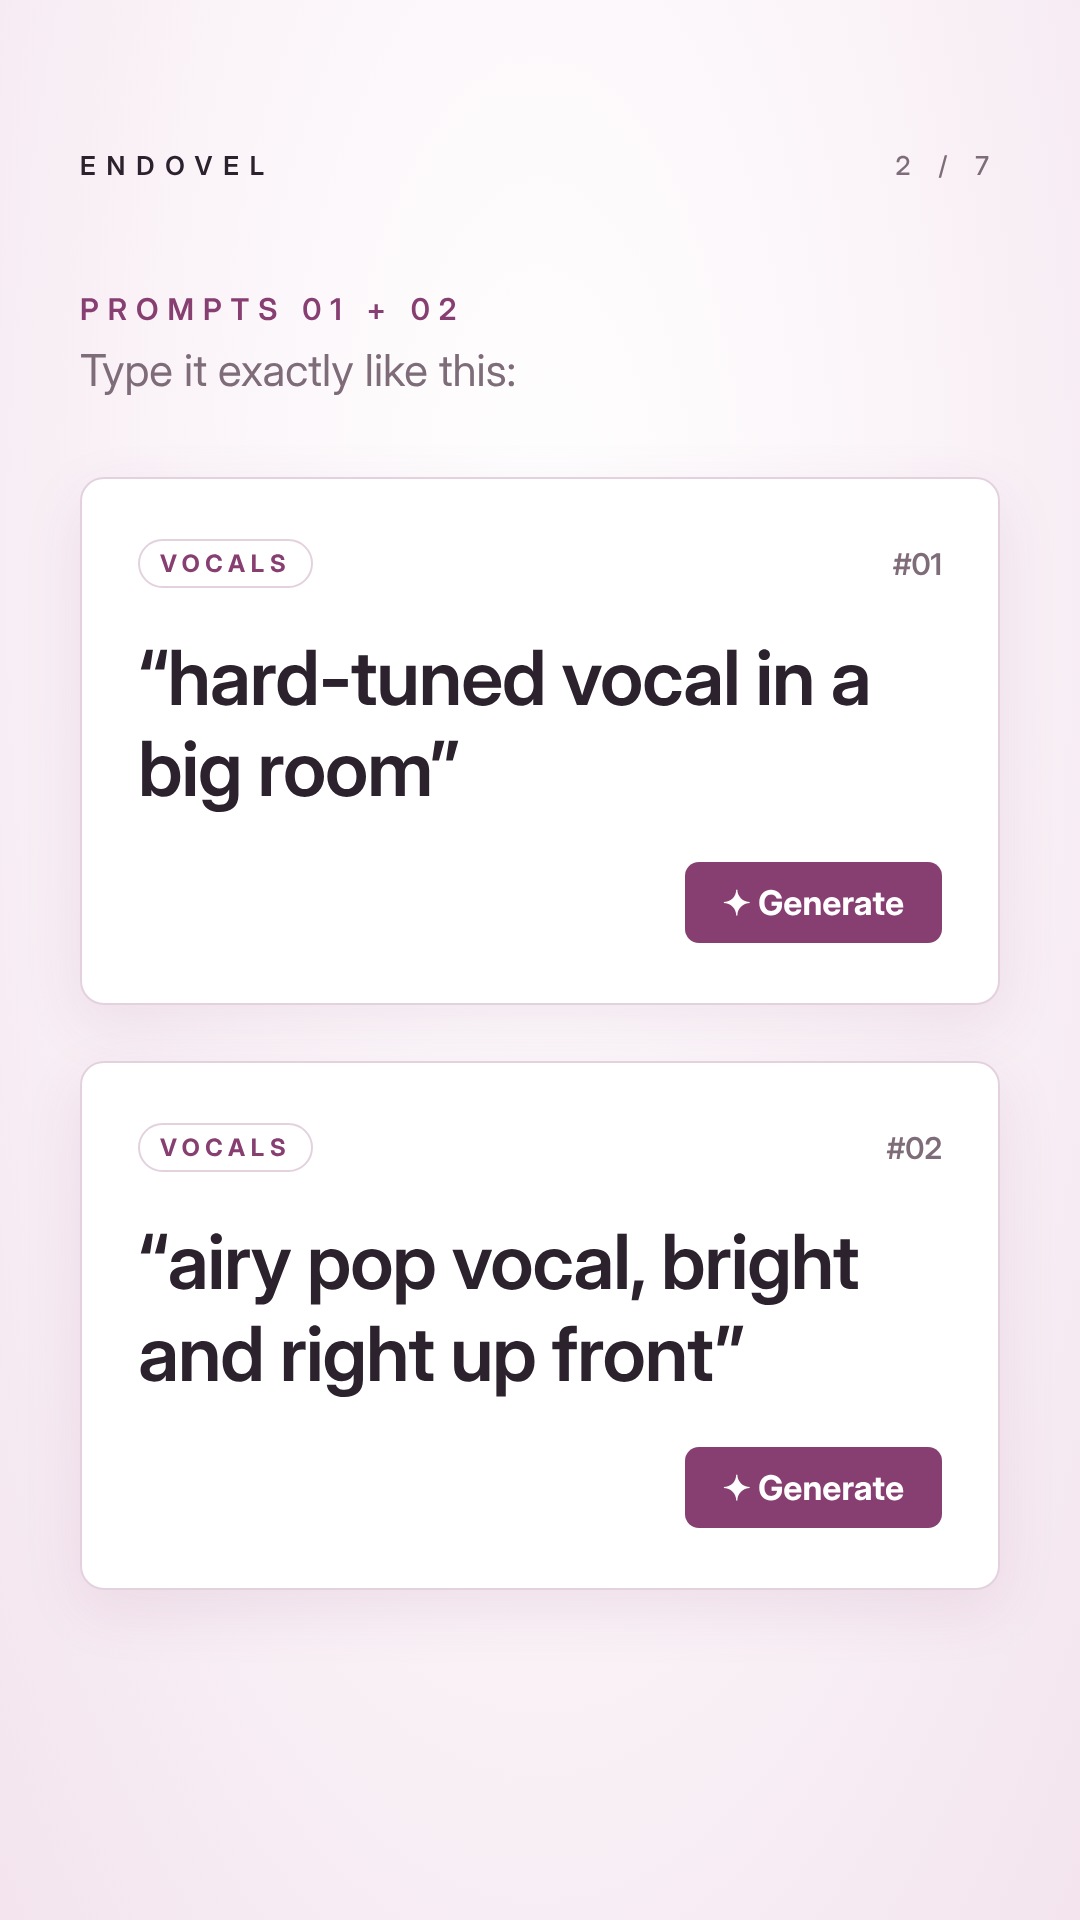 ENDOVEL
2 / 7
PROMPTS 01 + 02
Type it exactly like this:
VOCALS
#01
“hard-tuned vocal in a
big room”
✦ Generate
VOCALS
#02
“airy pop vocal, bright
and right up front”
✦ Generate